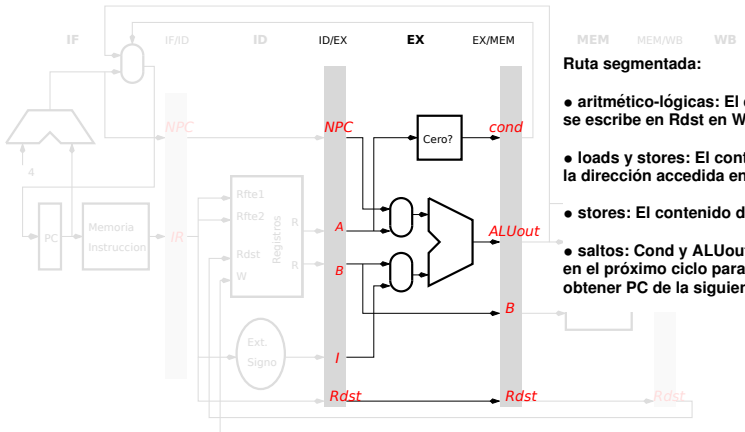 IF IF/ID ID ID/EX EX EX/MEM MEM MEM/WB WB
Ruta segmentada:
● aritmético-lógicas: El
se escribe en Rdst en W
● loads y stores: El
la dirección accedida en
● stores: El contenido
● saltos: Cond y
en el próximo ciclo para
obtener PC de la
NPC NPC cond
Cero?
4
Rfte1
Rfte2
Rdst
W
Registros
R
R
PC
Memoria
Instruccion
IR
A
B
ALUout
B
Ext.
Signo
I
Rdst Rdst Rdst